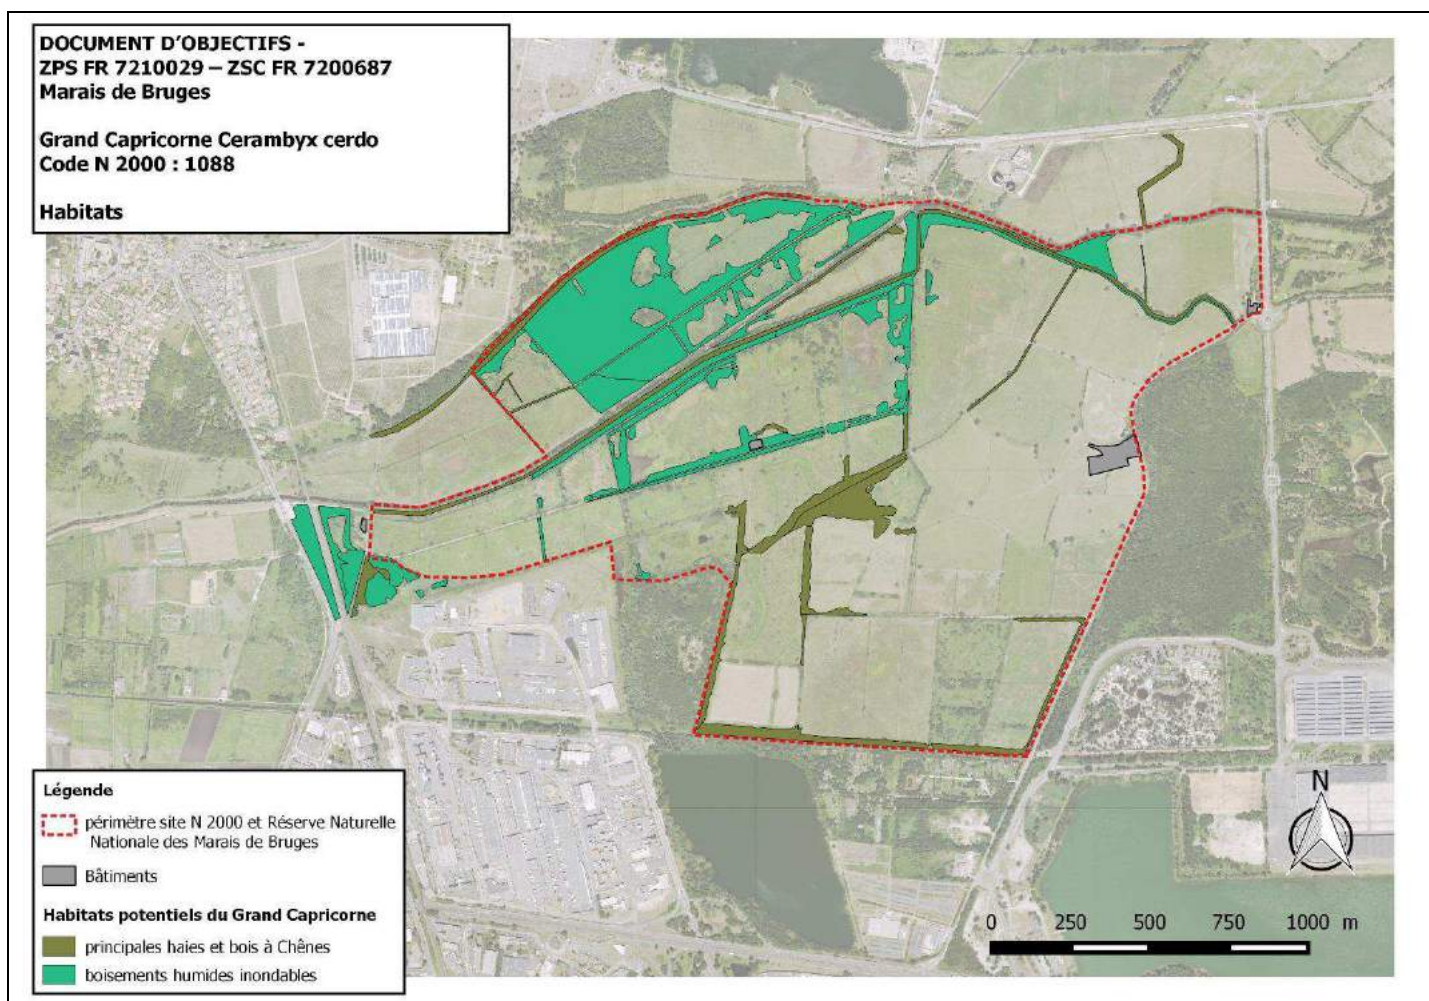 DOCUMENT D'OBJECTIFS -
ZPS FR 7210029 – ZSC FR 7200687
Marais de Bruges
Grand Capricorne Cerambyx cerdo
Code N 2000 : 1088
Habitats
Légende
périmètre site N 2000 et Réserve Naturelle
Nationale des Marais de Bruges
Bâtiments
Habitats potentiels du Grand Capricorne
principales haies et bois à Chênes
boisements humides inondables
N
0 250 500 750 1000 m